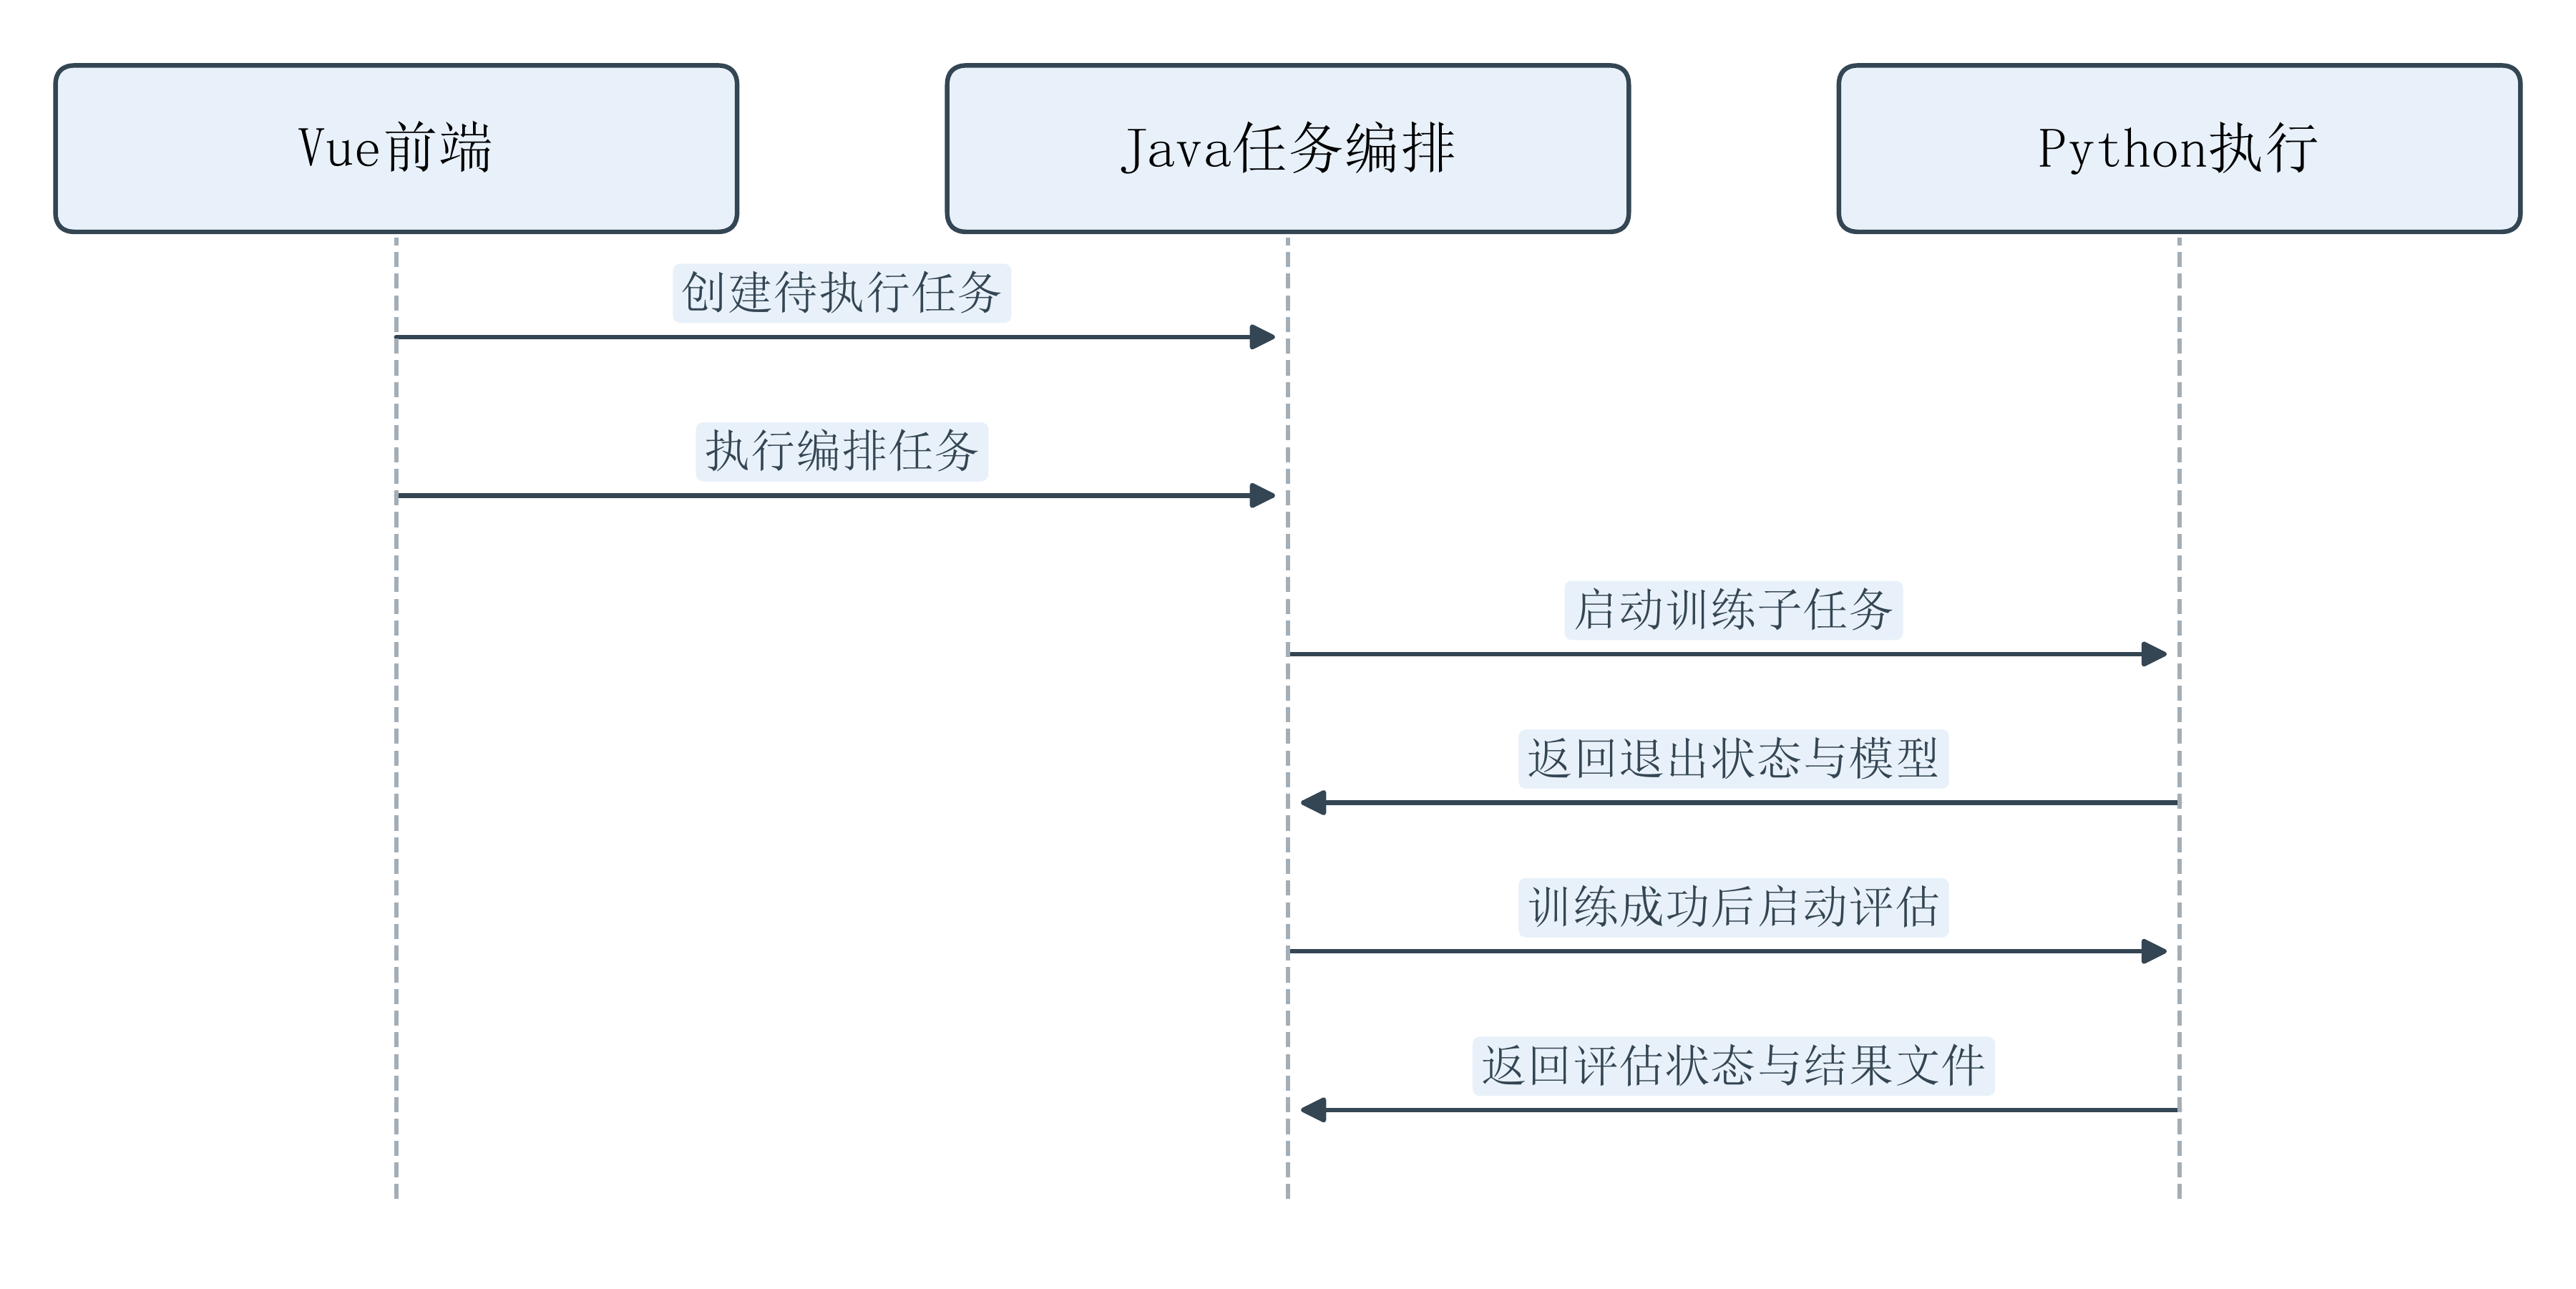 Vue前端
Java任务编排
Python执行
创建待执行任务
执行编排任务
启动训练子任务
返回退出状态与模型
训练成功后启动评估
返回评估状态与结果文件